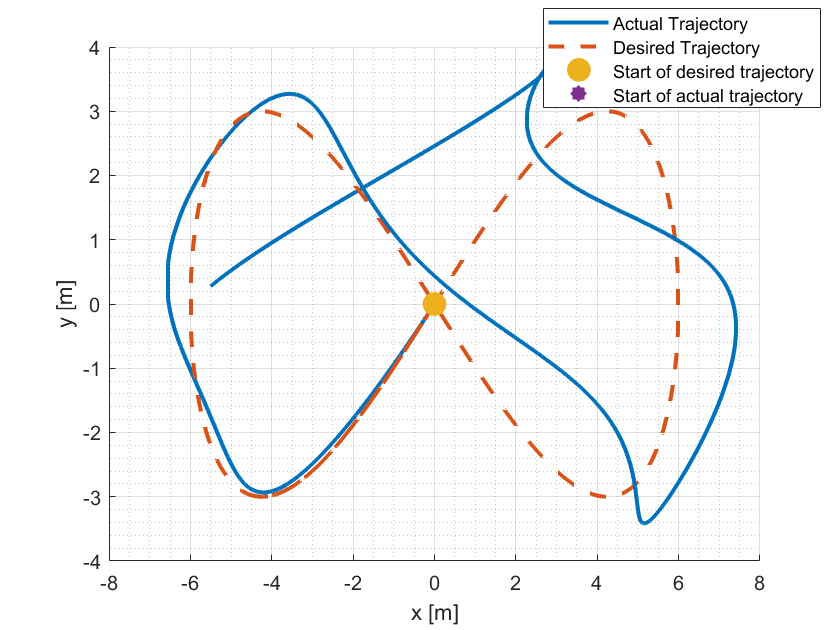 Actual Trajectory
Desired Trajectory
Start of desired trajectory
Start of actual trajectory
4
3
2
1
0
-1
-2
-3
-4
y [m]
-8 -6 -4 -2 0 2 4 6 8
x [m]